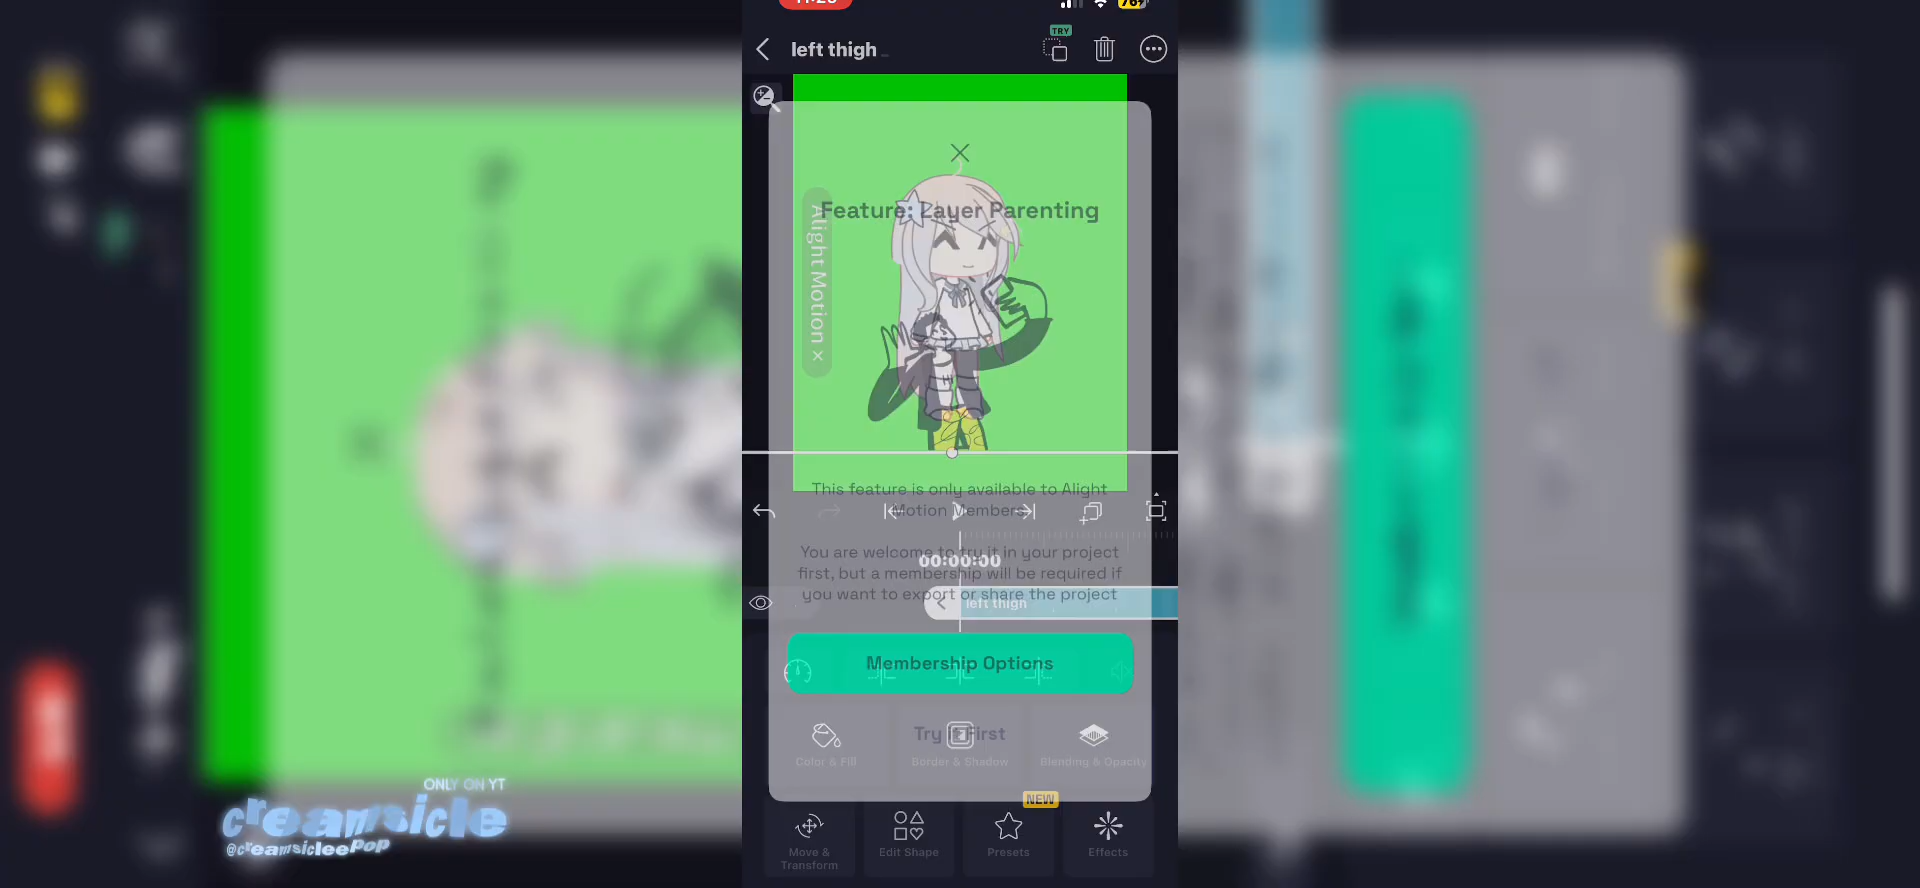 left thigh
TRY
Feature: Layer Parenting
Alight Motion ×
This feature is only available to Alight
Motion Members
You are welcome to try it in your project
first, but a membership will be required if
you want to export or share the project
00:00:00
left thigh
Membership Options
Try It First
Color & Fill
Border & Shadow
Blending & Opacity
NEW
Move &
Transform
Edit Shape
Presets
Effects
ONLY ON YT
creamsicle
@creamsicleepop